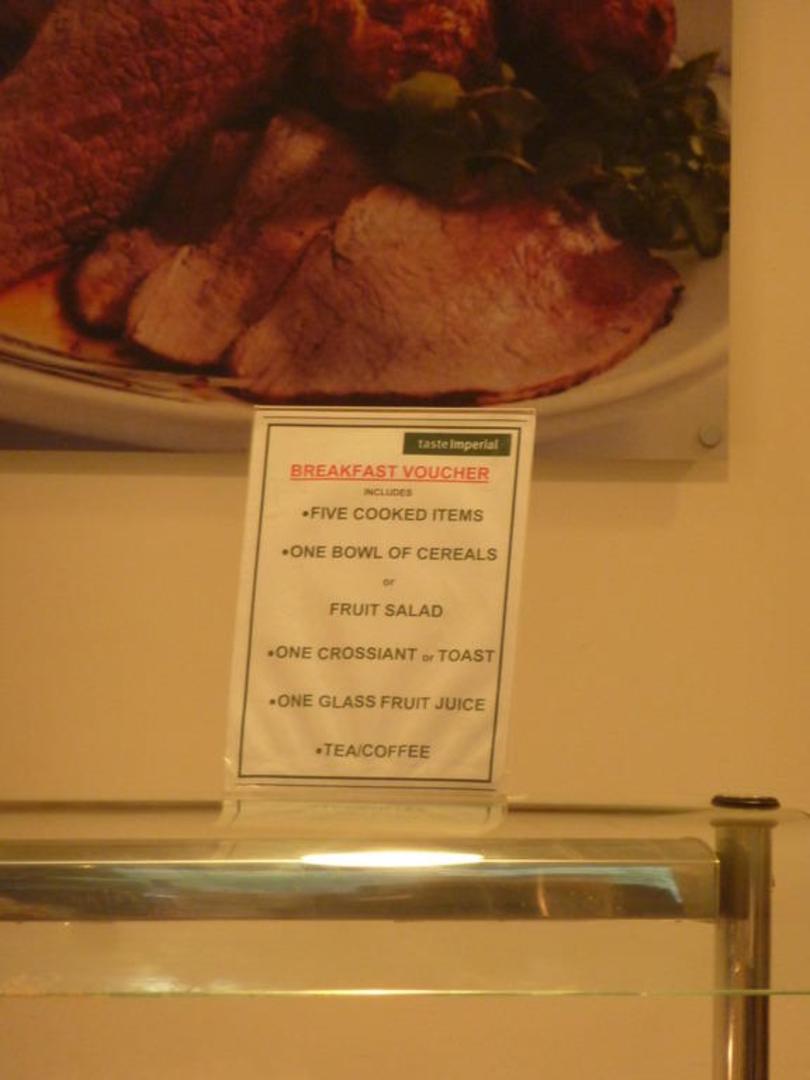 taste Imperial
BREAKFAST VOUCHER
INCLUDES
•FIVE COOKED ITEMS
•ONE BOWL OF CEREALS
or
FRUIT SALAD
•ONE CROSSIANT or TOAST
•ONE GLASS FRUIT JUICE
•TEA/COFFEE